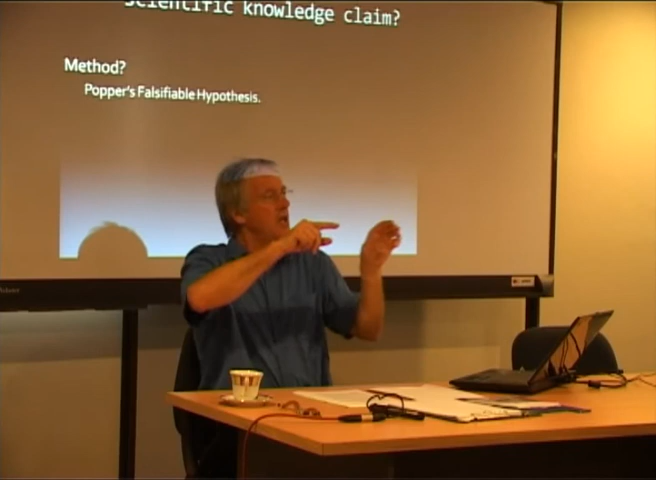 scientific knowledge claim?
Method?
Popper's Falsifiable Hypothesis.